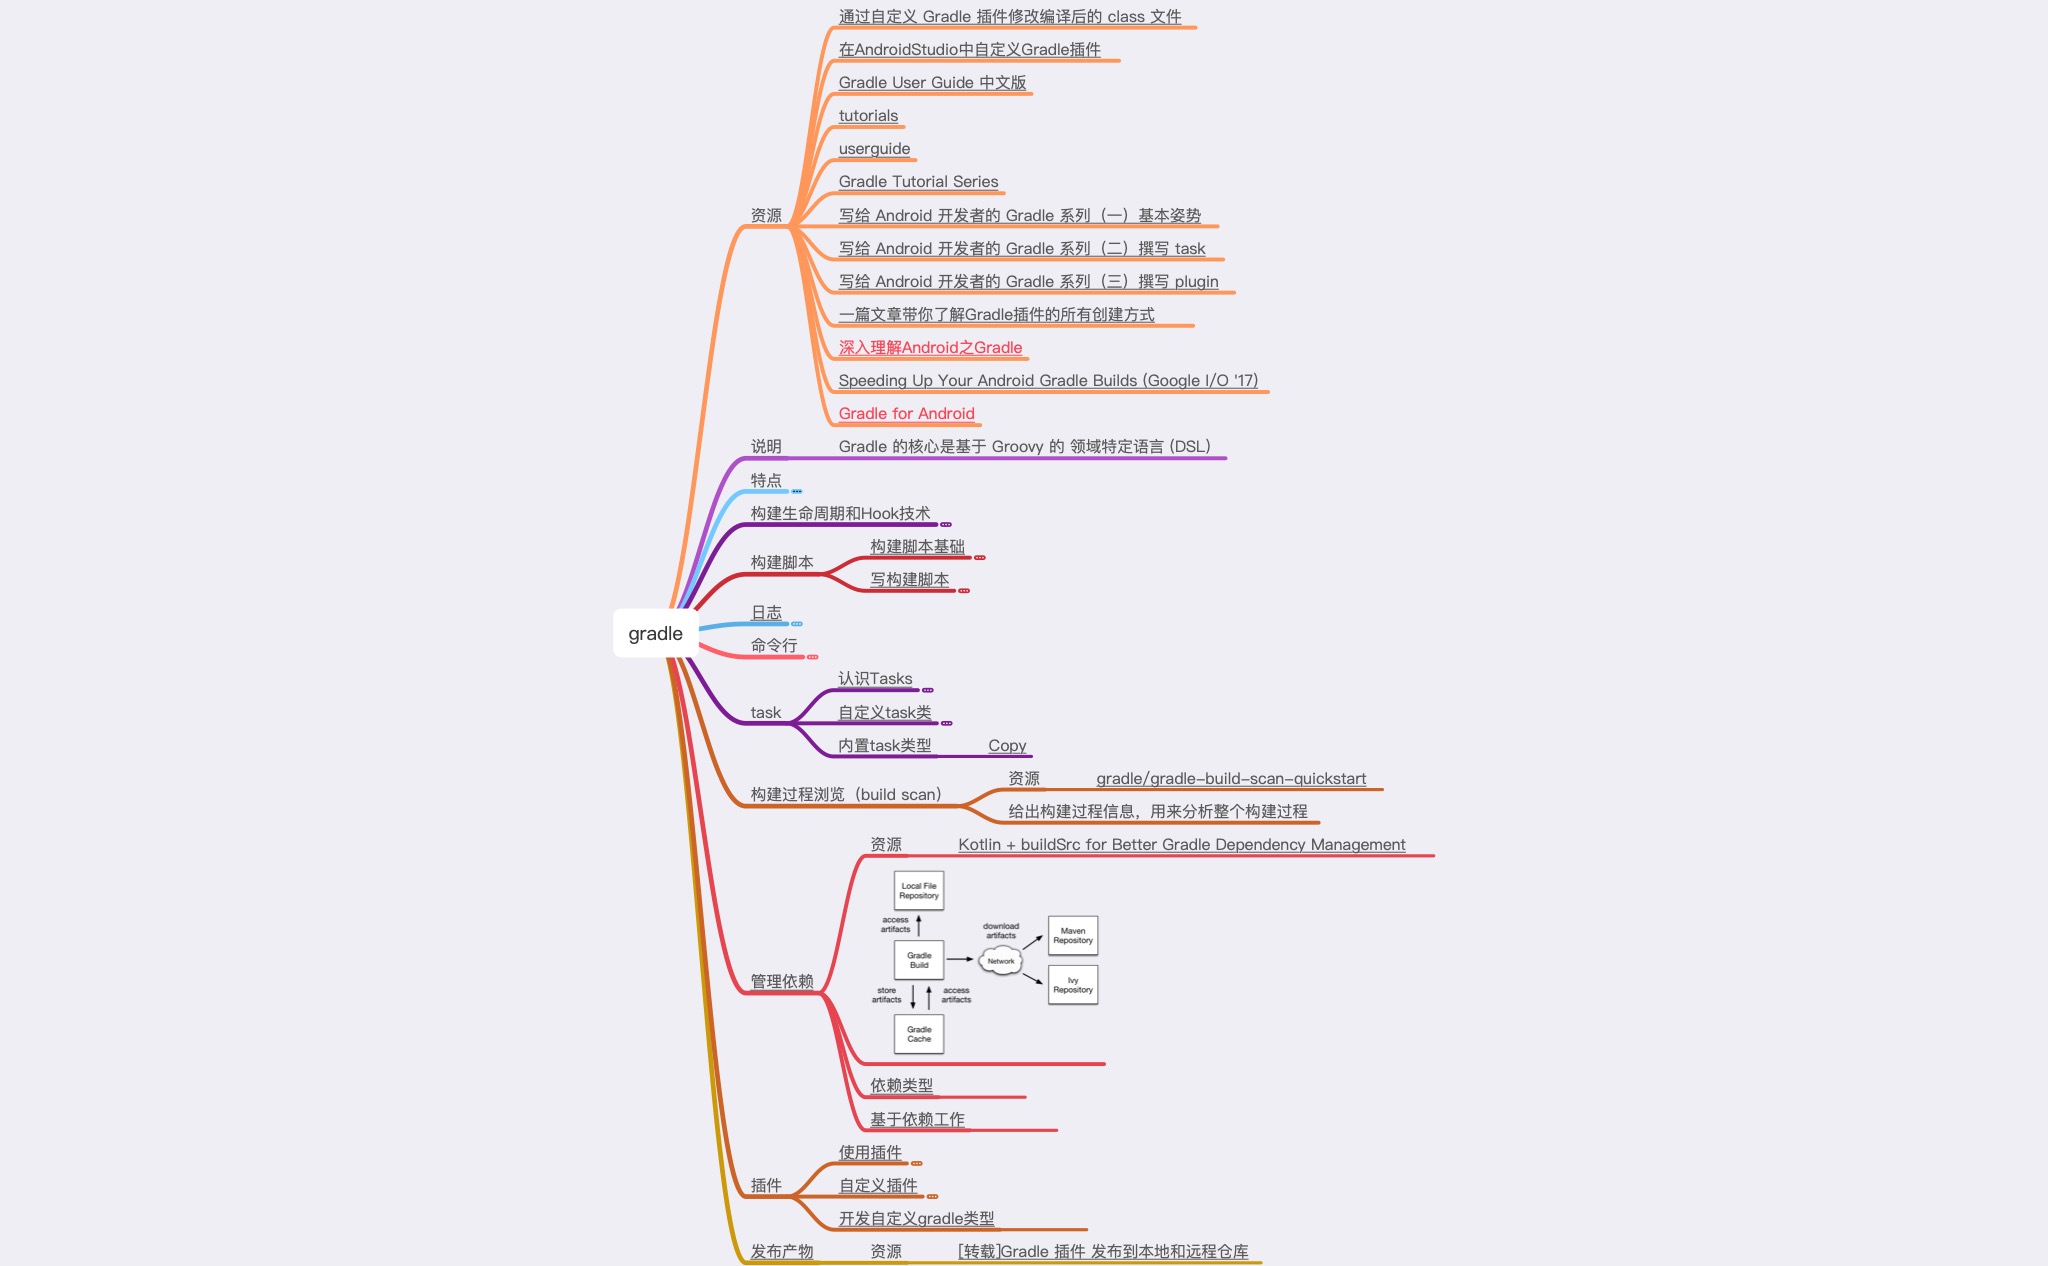 gradle
资源
通过自定义 Gradle 插件修改编译后的 class 文件
在AndroidStudio中自定义Gradle插件
Gradle User Guide 中文版
tutorials
userguide
Gradle Tutorial Series
写给 Android 开发者的 Gradle 系列（一）基本姿势
写给 Android 开发者的 Gradle 系列（二）撰写 task
写给 Android 开发者的 Gradle 系列（三）撰写 plugin
一篇文章带你了解Gradle插件的所有创建方式
深入理解Android之Gradle
Speeding Up Your Android Gradle Builds (Google I/O '17)
Gradle for Android
说明
Gradle 的核心是基于 Groovy 的 领域特定语言 (DSL)
特点
构建生命周期和Hook技术
构建脚本
构建脚本基础
写构建脚本
日志
命令行
task
认识Tasks
自定义task类
内置task类型
Copy
构建过程浏览（build scan）
资源
gradle/gradle-build-scan-quickstart
给出构建过程信息，用来分析整个构建过程
管理依赖
资源
Kotlin + buildSrc for Better Gradle Dependency Management
Local File
Repository
access
artifacts
Gradle
Build
download
artifacts
Network
Maven
Repository
Ivy
Repository
store
artifacts
access
artifacts
Gradle
Cache
依赖类型
基于依赖工作
插件
使用插件
自定义插件
开发自定义gradle类型
发布产物
资源
[转载]Gradle 插件 发布到本地和远程仓库